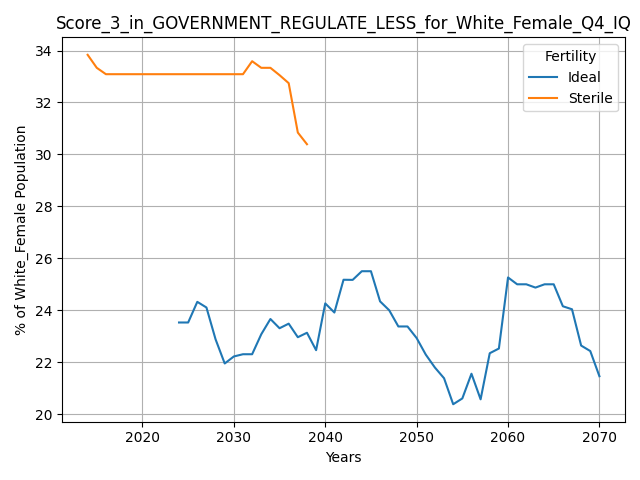 Score_3_in_GOVERNMENT_REGULATE_LESS_for_White_Female_Q4_IQ
Fertility
Ideal
Sterile
% of White_Female Population
34
32
30
28
26
24
22
20
2020
2030
2040
2050
2060
2070
Years